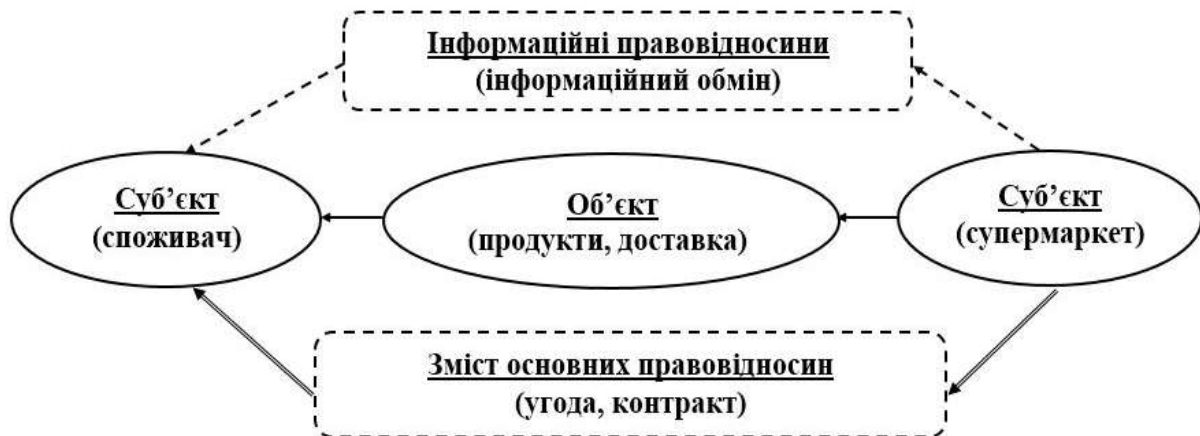 Інформаційні правовідносини
(інформаційний обмін)
Суб’єкт
(споживач)
Об’єкт
(продукти, доставка)
Суб’єкт
(супермаркет)
Зміст основних правовідносин
(угода, контракт)